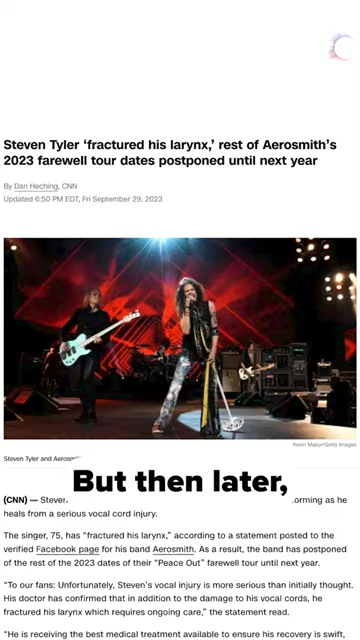 Steven Tyler ‘fractured his larynx,’ rest of Aerosmith’s
2023 farewell tour dates postponed until next year
By Dan Heching, CNN
Updated 6:50 PM EDT, Fri September 29, 2023
Kevin Mazur/Getty Images
Steven Tyler and
But then later,
(CNN) — orming as he
heals from a serious vocal cord injury.
The singer, 75, has “fractured his larynx,” according to a statement posted to the
verified Facebook page for his band Aerosmith. As a result, the band has postponed
of the rest of the 2023 dates of their “Peace Out” farewell tour until next year.
“To our fans: Unfortunately, Steven’s vocal injury is more serious than initially thought.
His doctor has confirmed that in addition to the damage to his vocal cords, he
fractured his larynx which requires ongoing care,” the statement read.
“He is receiving the best medical treatment available to ensure his recovery is swift,